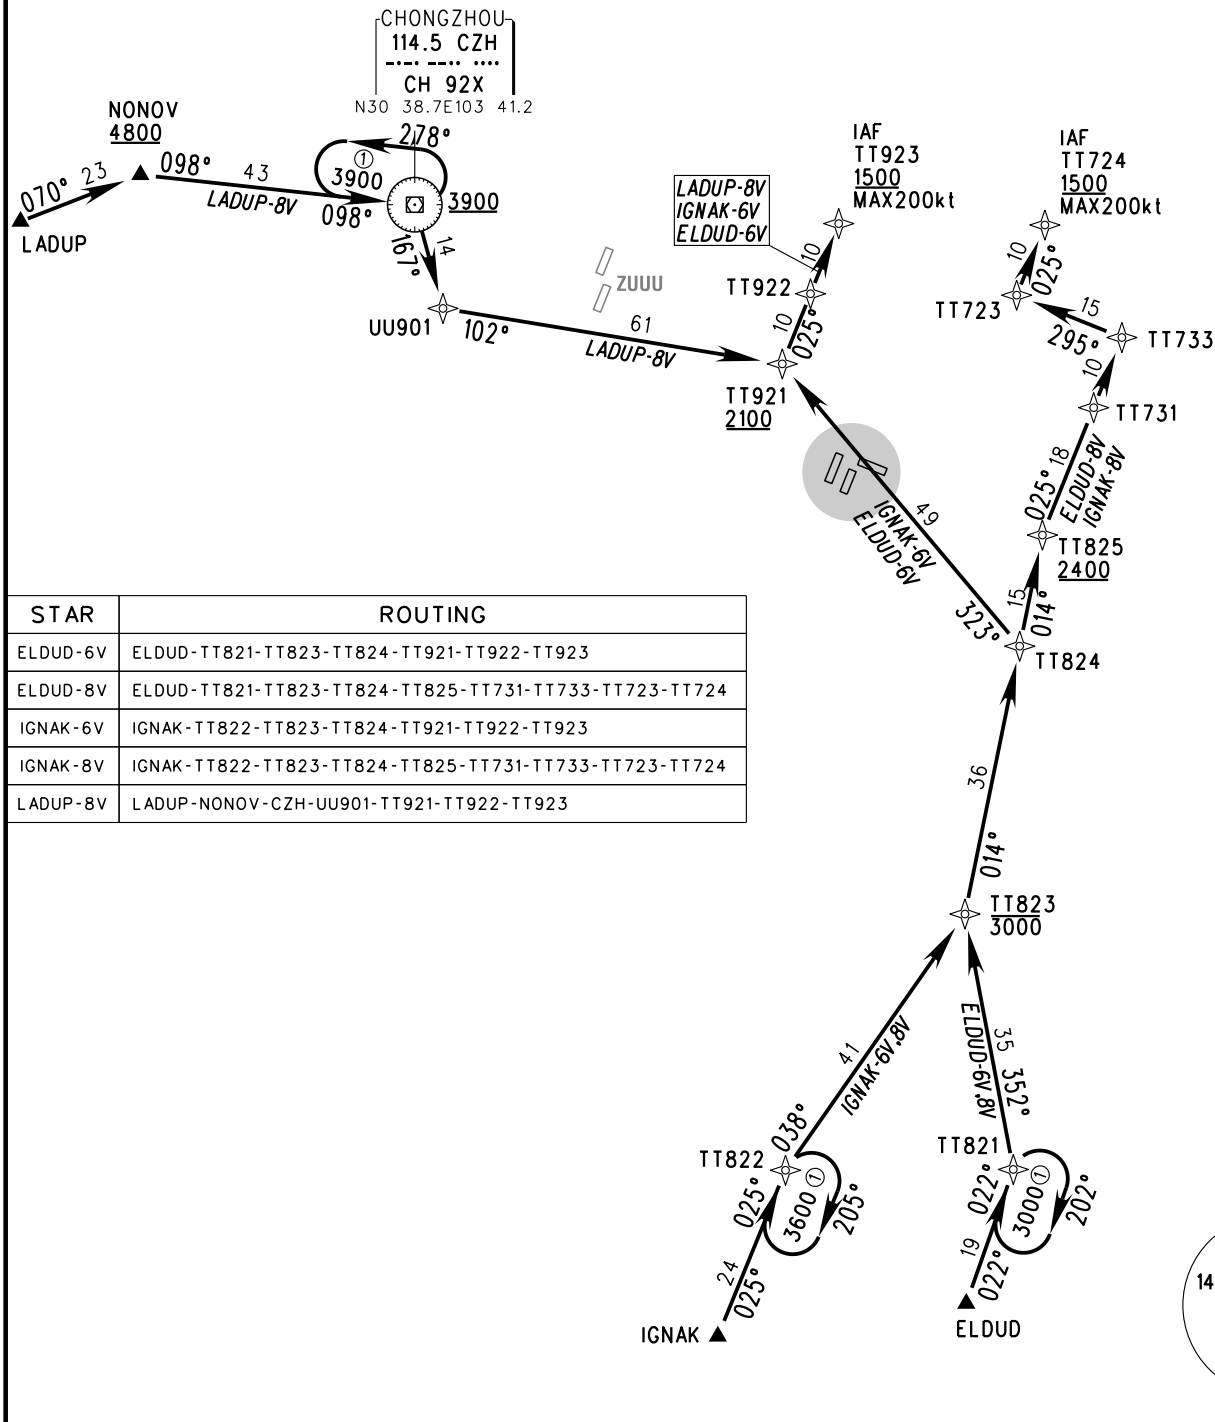 CHONGZHOU
114.5 CZH
CH 92X
N30 38.7E103 41.2
NONOV
4800
278°
①
3900
070°
23
098°
43
LADUP-8V
098°
3900
LADUP
167°
14
UU901
102°
61
LADUP-8V
ZUUU
LADUP-8V
IGNAK-6V
ELDUD-6V
IAF
TT923
1500
MAX200kt
10
TT922
10
025°
TT921
2100
IAF
TT724
1500
MAX200kt
10
025°
TT723
15
295°
TT733
10
TT731
18
025°
ELDUD-8V
IGNAK-8V
TT825
2400
49
IGNAK-6V
ELDUD-6V
323°
15
014°
TT824
STAR ROUTING
ELDUD-6V ELDUD-TT821-TT823-TT824-TT921-TT922-TT923
ELDUD-8V ELDUD-TT821-TT823-TT824-TT825-TT731-TT733-TT723-TT724
IGNAK-6V IGNAK-TT822-TT823-TT824-TT921-TT922-TT923
IGNAK-8V IGNAK-TT822-TT823-TT824-TT825-TT731-TT733-TT723-TT724
LADUP-8V LADUP-NONOV-CZH-UU901-TT921-TT922-TT923
36
014°
TT823
3000
41
IGNAK-6V,8V
038°
35
ELDUD-6V,8V
352°
TT822
025°
3600 ①
205°
24
025°
IGNAK
TT821
022°
3000 ①
202°
19
022°
ELDUD
14